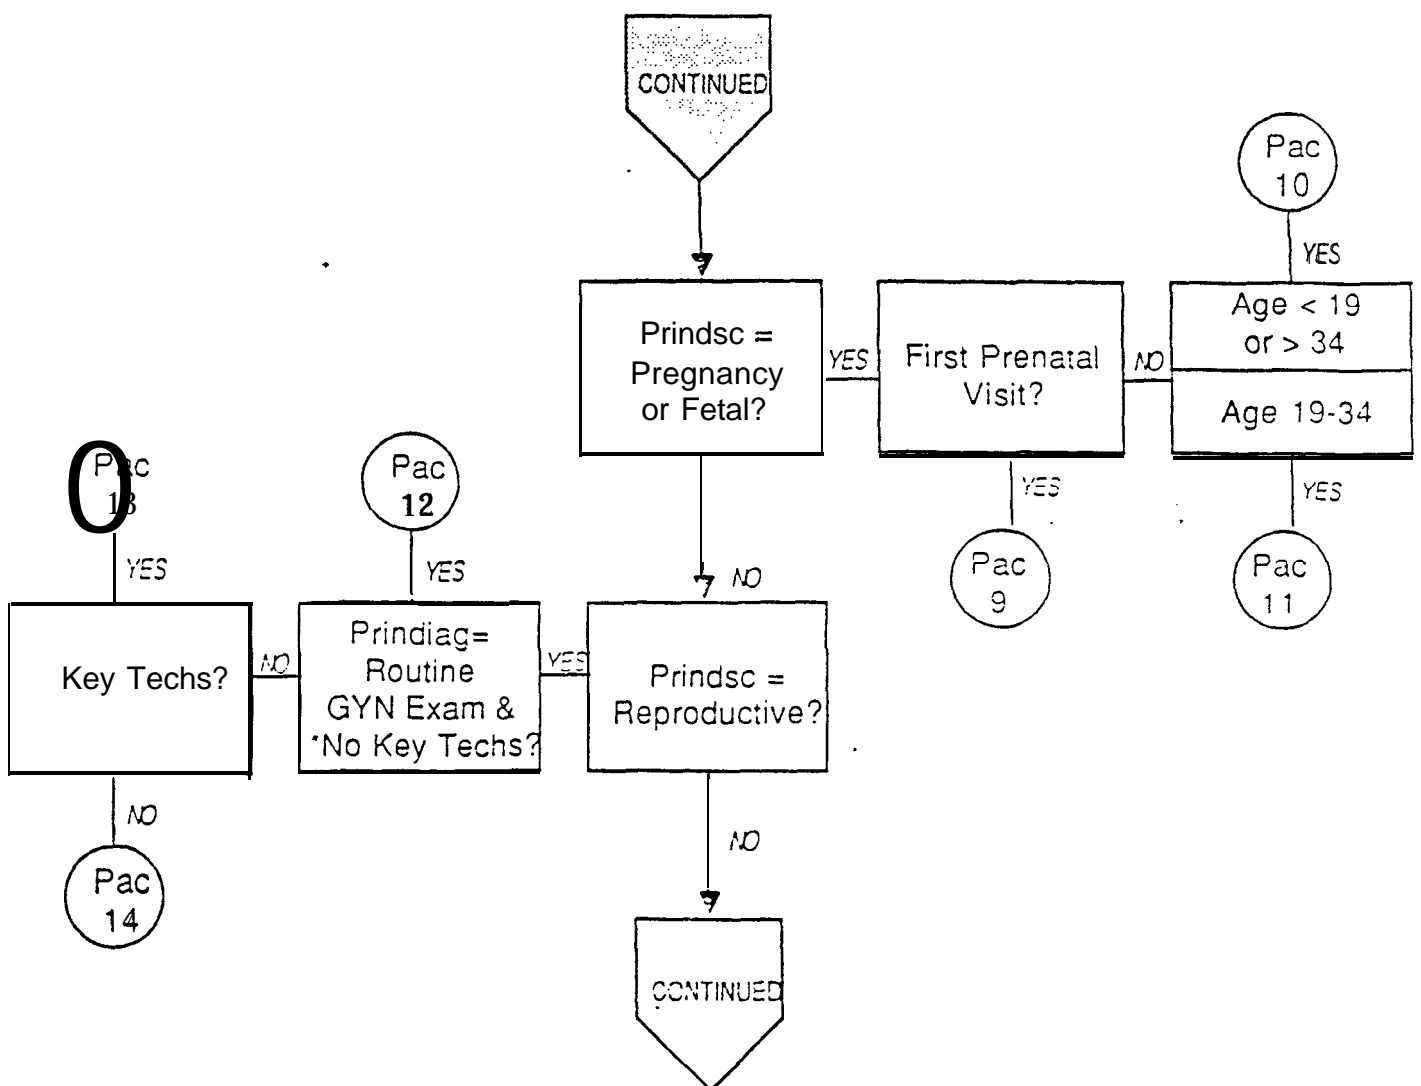 CONTINUED
Pac
10
YES
Prindsc =
Pregnancy
or Fetal?
YES
First Prenatal
Visit?
NO
Age < 19
or > 34
Age 19-34
YES
Pac
9
YES
Pac
11
NO
Pac
13
YES
Pac
12
YES
Key Techs?
NO
Prindiag=
Routine
GYN Exam &
*No Key Techs?
YES
Prindsc =
Reproductive?
NO
Pac
14
NO
CONTINUED